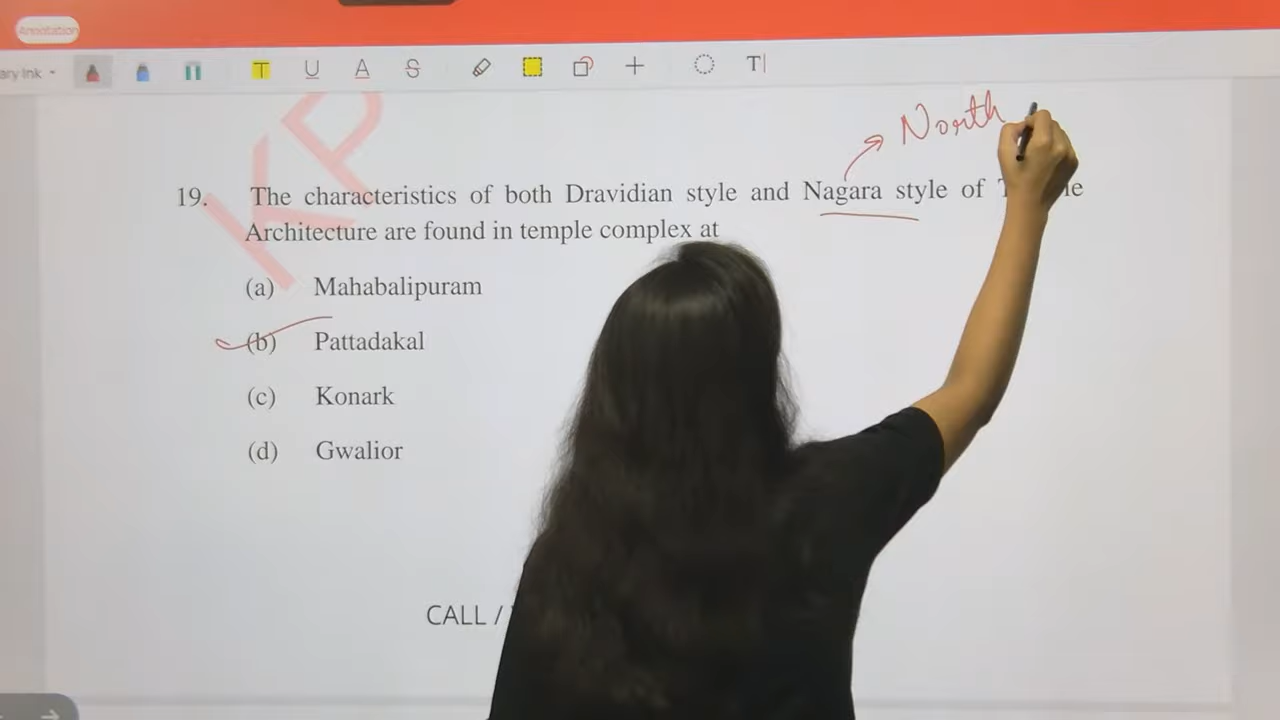 Annotation
ary Ink
T U A S T
North
KP
19. The characteristics of both Dravidian style and Nagara style of
Architecture are found in temple complex at
(a) Mahabalipuram
(b) Pattadakal
(c) Konark
(d) Gwalior
CALL /